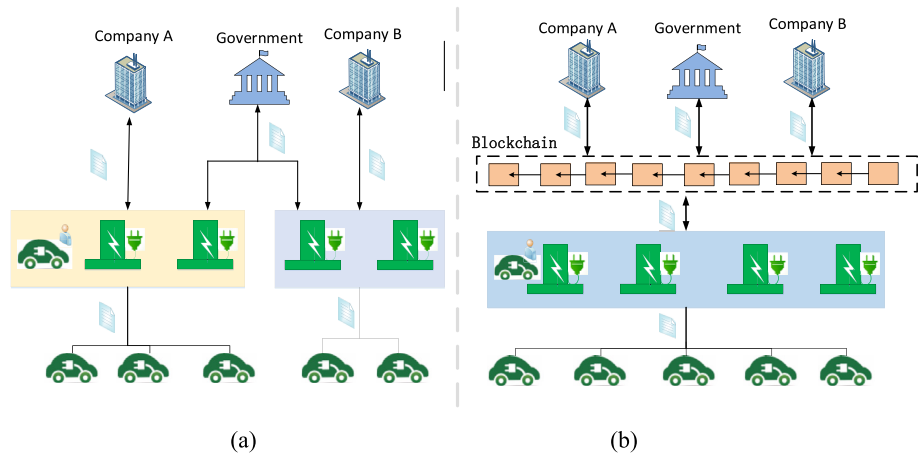 Company A
Government
Company B
Company A
Government
Company B
Blockchain
(a)
(b)